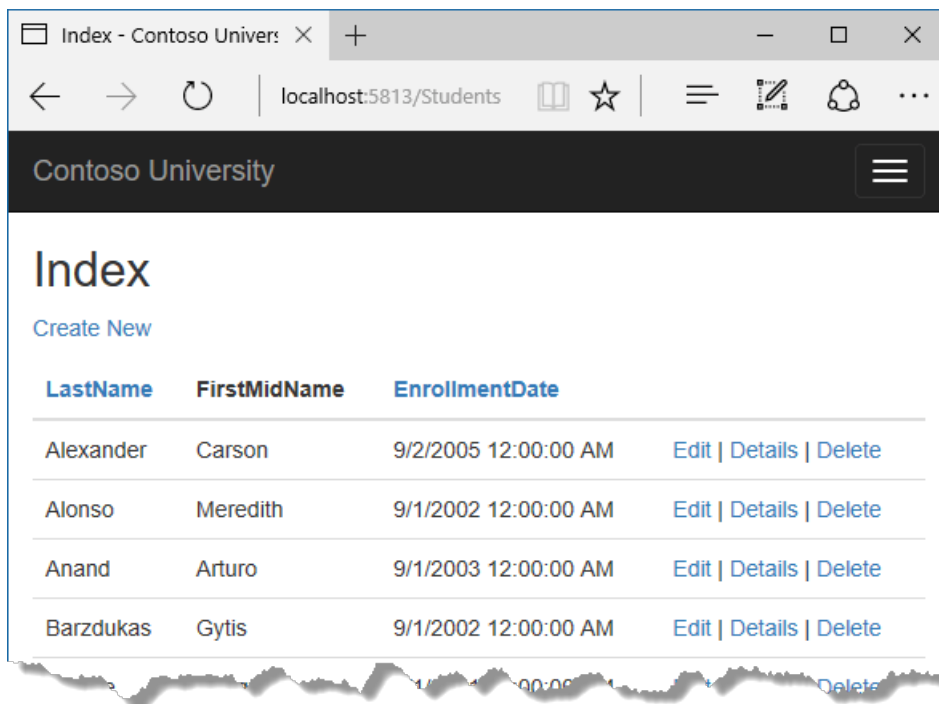 Index - Contoso Univers
localhost:5813/Students
Contoso University
Index
Create New
LastName FirstMidName EnrollmentDate
Alexander Carson 9/2/2005 12:00:00 AM Edit | Details | Delete
Alonso Meredith 9/1/2002 12:00:00 AM Edit | Details | Delete
Anand Arturo 9/1/2003 12:00:00 AM Edit | Details | Delete
Barzdukas Gytis 9/1/2002 12:00:00 AM Edit | Details | Delete
Delete